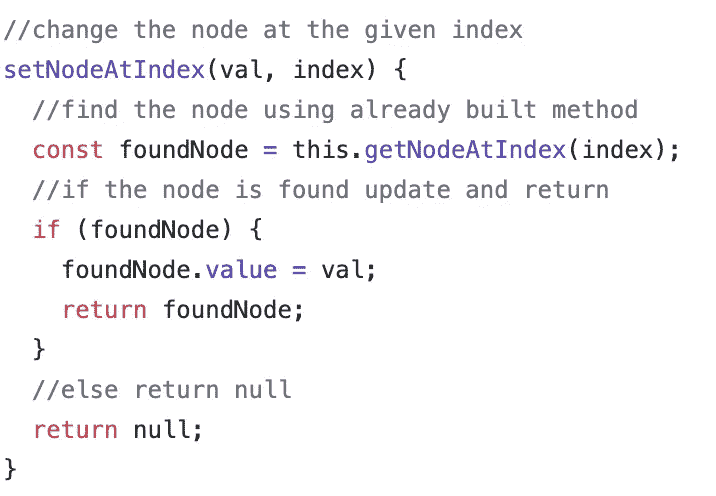 //change the node at the given index
setNodeAtIndex(val, index) {
  //find the node using already built method
  const foundNode = this.getNodeAtIndex(index);
  //if the node is found update and return
  if (foundNode) {
    foundNode.value = val;
    return foundNode;
  }
  //else return null
  return null;
}